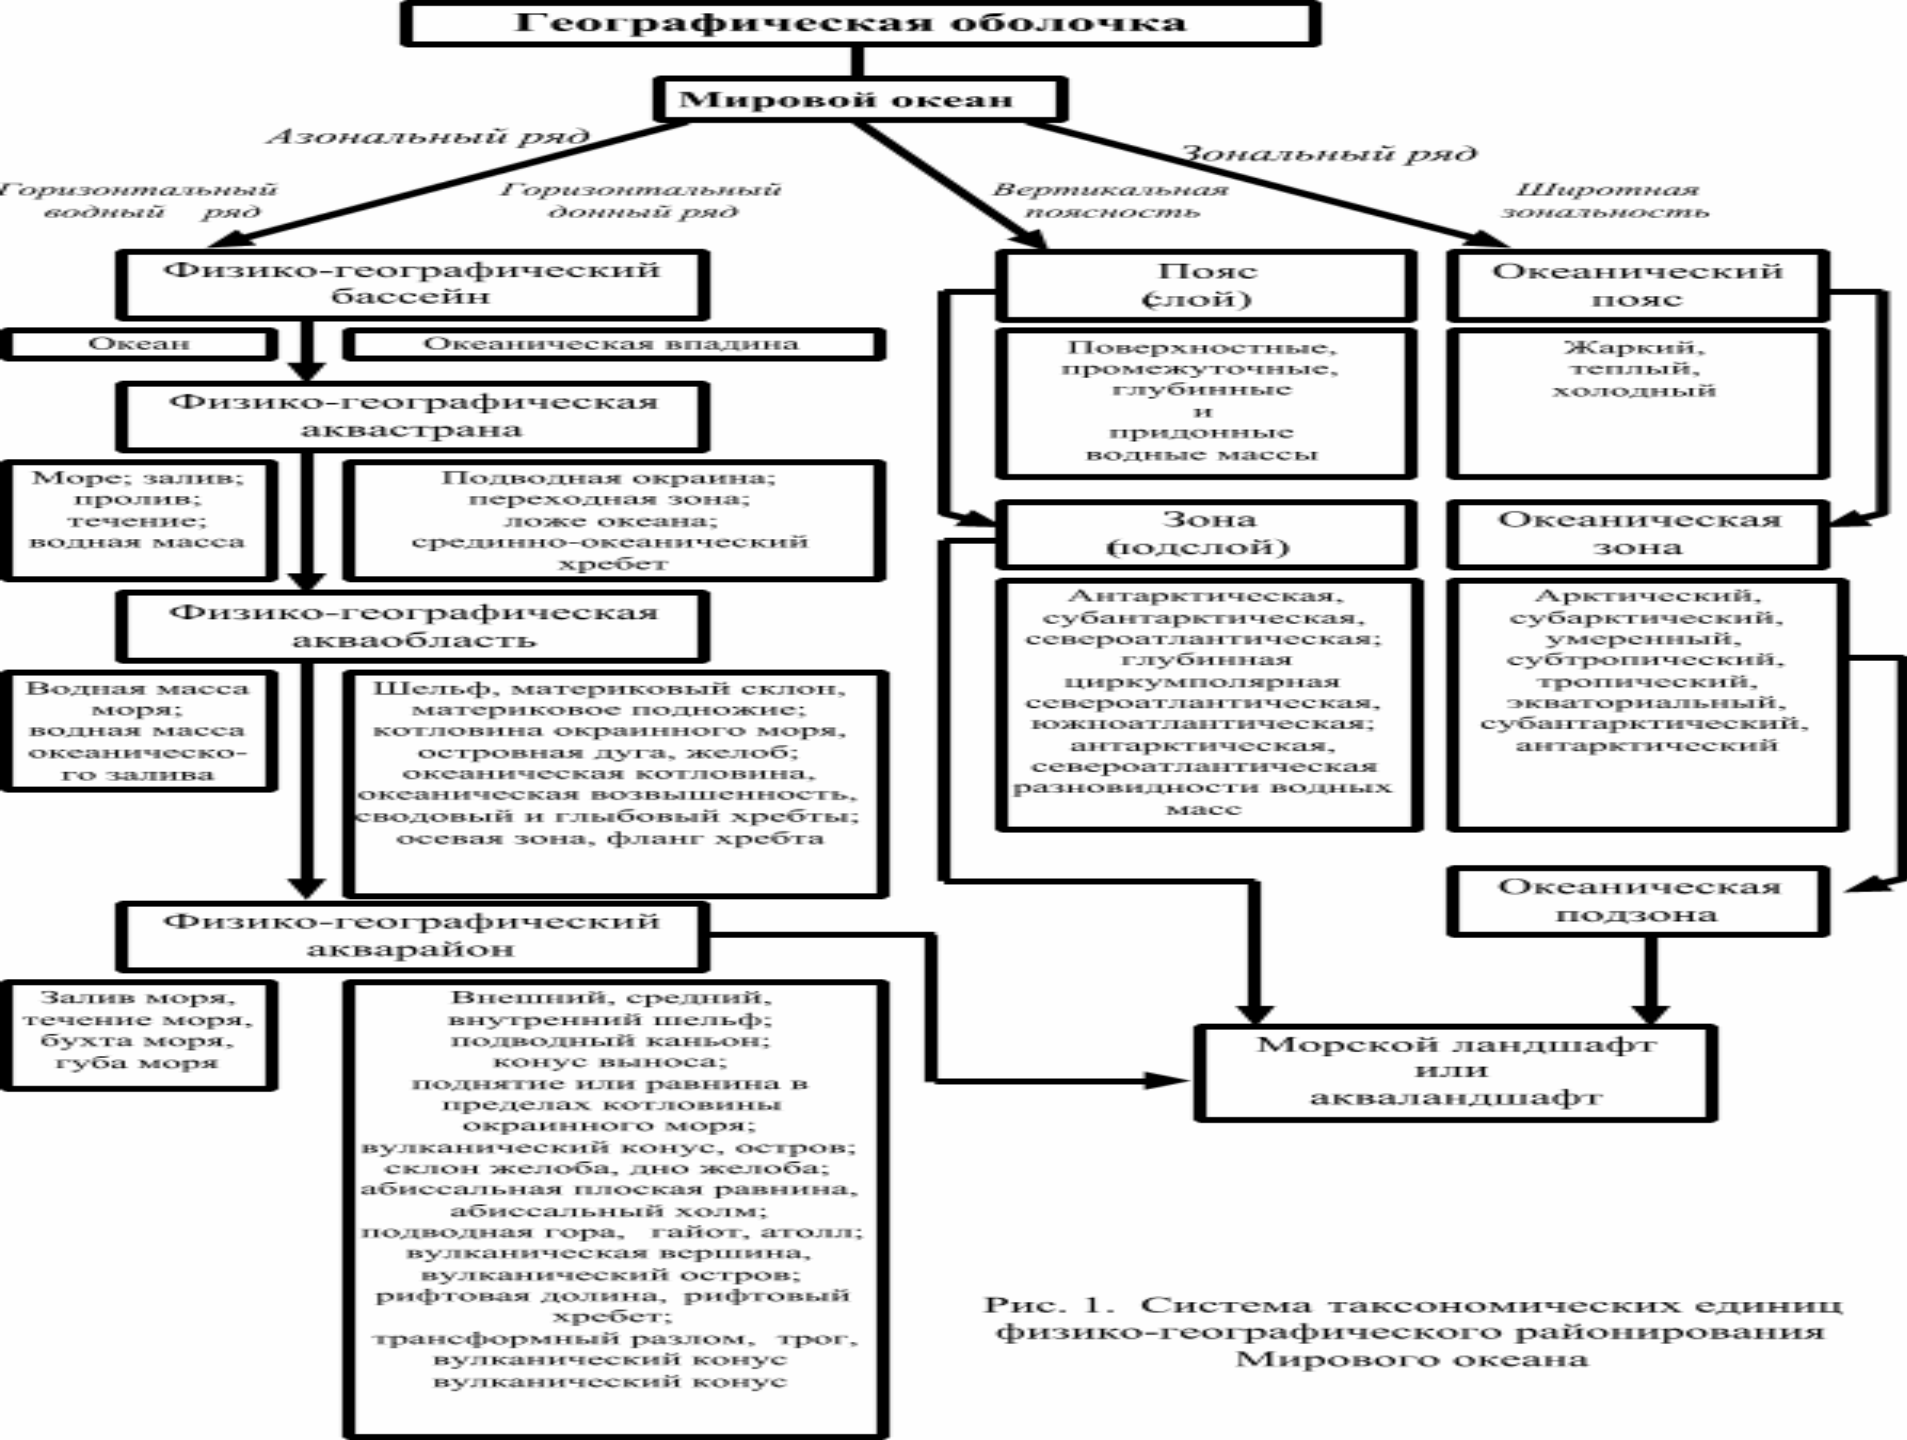 Географическая оболочка
Мировой океан
Азональный ряд
Зональный ряд
Горизонтальный
водный ряд
Горизонтальный
донный ряд
Вертикальная
поясность
Широтная
зональность
Физико-географический
бассейн
Океан
Океаническая впадина
Физико-географическая
аквастрана
Море; залив;
пролив;
течение;
водная масса
Подводная окраина;
переходная зона;
ложе океана;
срединно-океанический
хребет
Физико-географическая
акваобласть
Водная масса
моря;
водная масса
океаническо-
го залива
Шельф, материковый склон,
материковое подножие;
котловина окраинного моря,
островная дуга, желоб;
океаническая котловина,
океаническая возвышенность,
сводовый и глыбовый хребты;
осевая зона, фланг хребта
Физико-географический
акварайон
Залив моря,
течение моря,
бухта моря,
губа моря
Внешний, средний,
внутренний шельф;
подводный каньон;
конус выноса;
поднятие или равнина в
пределах котловины
окраинного моря;
вулканический конус, остров;
склон желоба, дно желоба;
абиссальная плоская равнина,
абиссальный холм;
подводная гора, гайот, атолл;
вулканическая вершина,
вулканический остров;
рифтовая долина, рифтовый
хребет;
трансформный разлом, трог,
вулканический конус
вулканический конус
Пояс
(слой)
Поверхностные,
промежуточные,
глубинные
и
придонные
водные массы
Зона
(подслой)
Антарктическая,
субантарктическая,
североатлантическая;
глубинная
циркумполярная
североатлантическая,
южноатлантическая;
антарктическая,
североатлантическая
разновидности водных
масс
Океанический
пояс
Жаркий,
теплый,
холодный
Океаническая
зона
Арктический,
субарктический,
умеренный,
субтропический,
тропический,
экваториальный,
субантарктический,
антарктический
Океаническая
подзона
Морской ландшафт
или
акваландшафт
Рис. 1. Система таксономических единиц
физико-географического районирования
Мирового океана